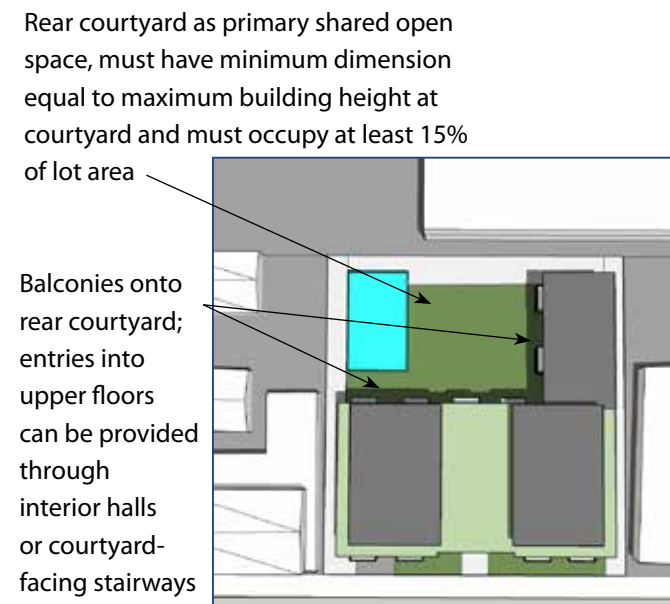 Rear courtyard as primary shared open
space, must have minimum dimension
equal to maximum building height at
courtyard and must occupy at least 15%
of lot area
Balconies onto
rear courtyard;
entries into
upper floors
can be provided
through
interior halls
or courtyard-
facing stairways